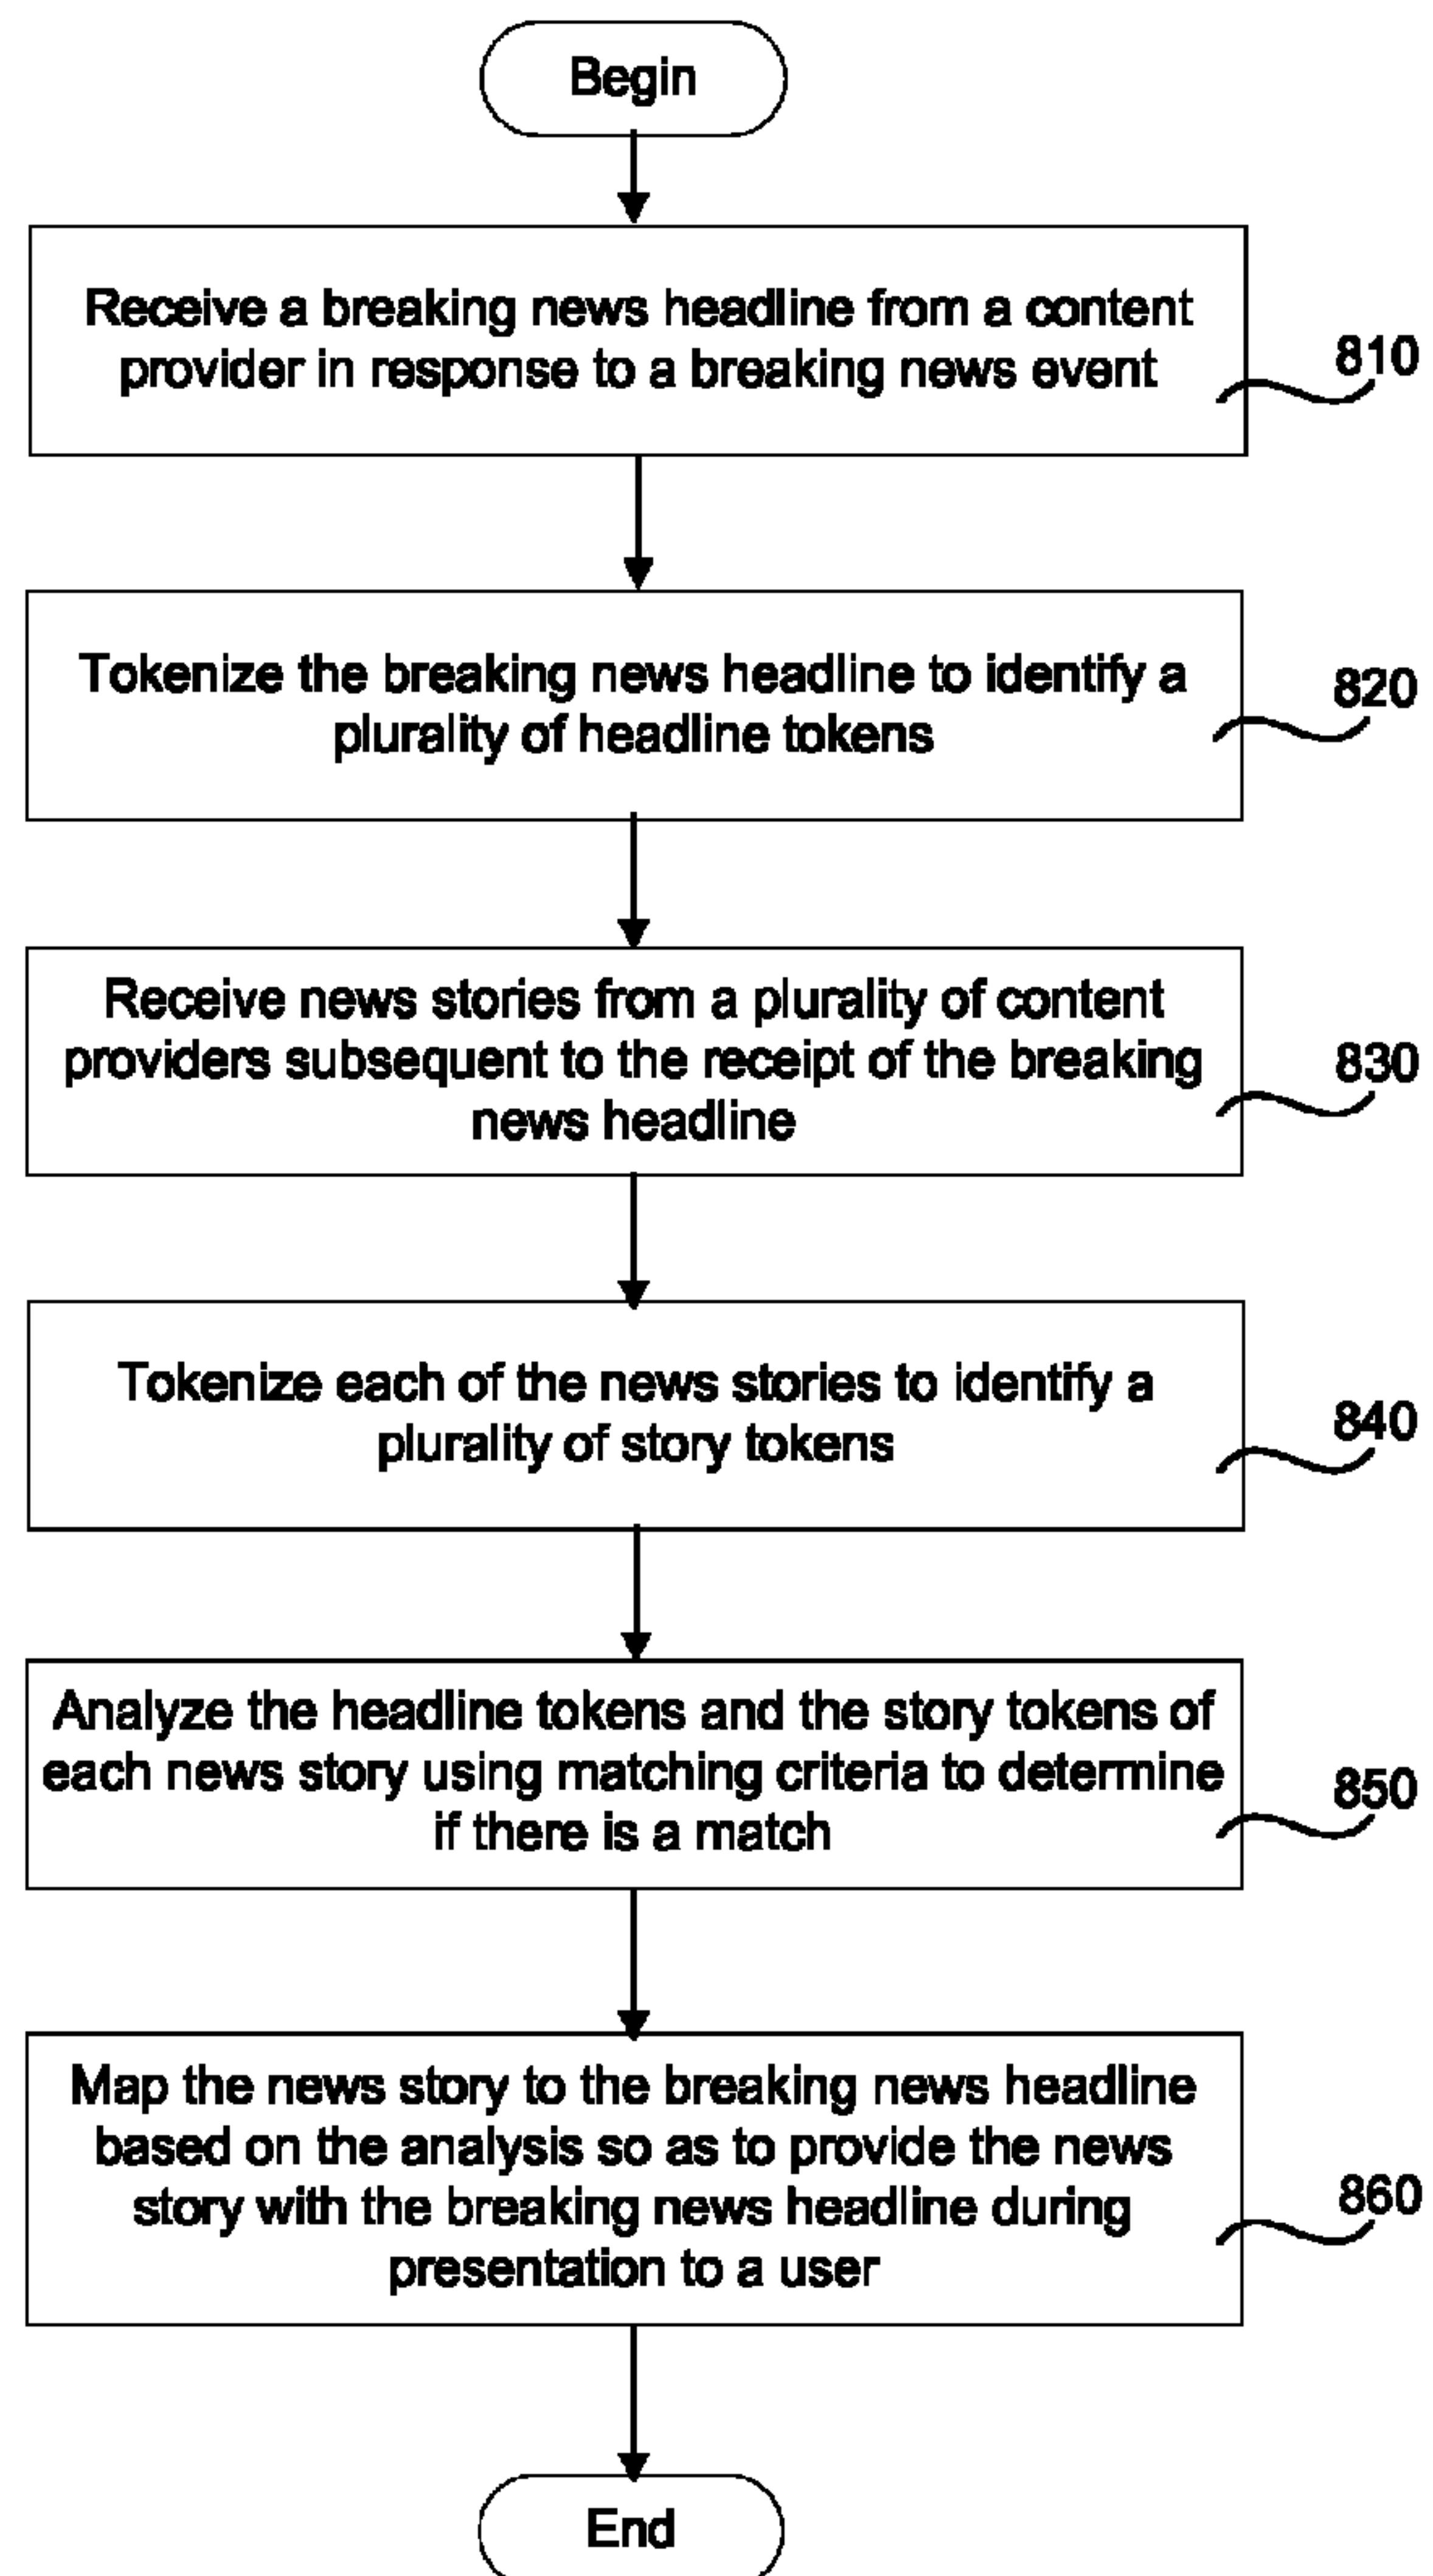 Begin
Receive a breaking news headline from a content
provider in response to a breaking news event
810
Tokenize the breaking news headline to identify a
plurality of headline tokens
820
Receive news stories from a plurality of content
providers subsequent to the receipt of the breaking
news headline
830
Tokenize each of the news stories to identify a
plurality of story tokens
840
Analyze the headline tokens and the story tokens of
each news story using matching criteria to determine
if there is a match
850
Map the news story to the breaking news headline
based on the analysis so as to provide the news
story with the breaking news headline during
presentation to a user
860
End